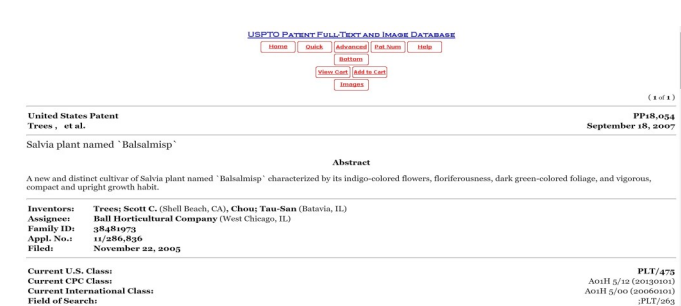 USPTO PATENT FULL-TEXT AND IMAGE DATABASE
Home Quick Advanced Pat Num Help
Bottom
View Cart Add to Cart
Images
( 1 of 1 )
United States Patent PP18,054
Trees , et al. September 18, 2007
Salvia plant named `Balsalmisp`
Abstract
A new and distinct cultivar of Salvia plant named `Balsalmisp` characterized by its indigo-colored flowers, floriferousness, dark green-colored foliage, and vigorous,
compact and upright growth habit.
Inventors: Trees; Scott C. (Shell Beach, CA), Chou; Tau-San (Batavia, IL)
Assignee: Ball Horticultural Company (West Chicago, IL)
Family ID: 38481973
Appl. No.: 11/286,836
Filed: November 22, 2005
Current U.S. Class: PLT/475
Current CPC Class: A01H 5/12 (20130101)
Current International Class: A01H 5/00 (20060101)
Field of Search: ;PLT/263